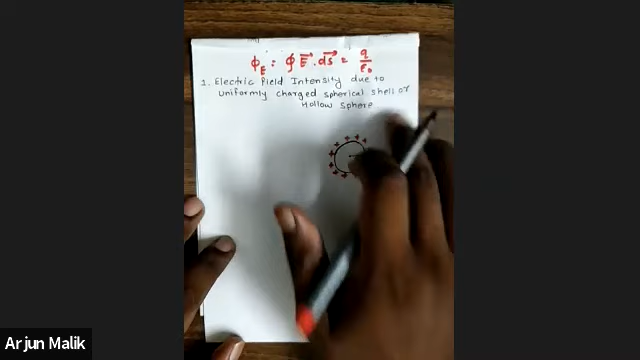 ϕE = ∮ E⃗ . ds⃗ = q/ε₀
1. Electric Field Intensity due to
uniformly charged spherical shell or
Hollow sphere
Arjun Malik